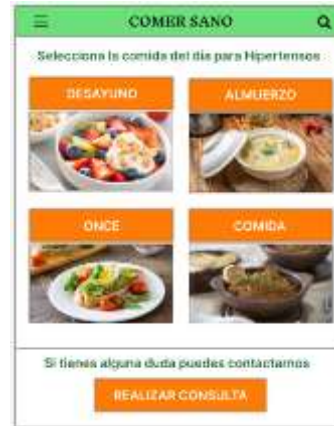 COMER SANO
Selecciona la comida del día para Hipertensos
DESAYUNO
ALMUERZO
ONCE
COMIDA
Si tienes alguna duda puedes contactarnos
REALIZAR CONSULTA